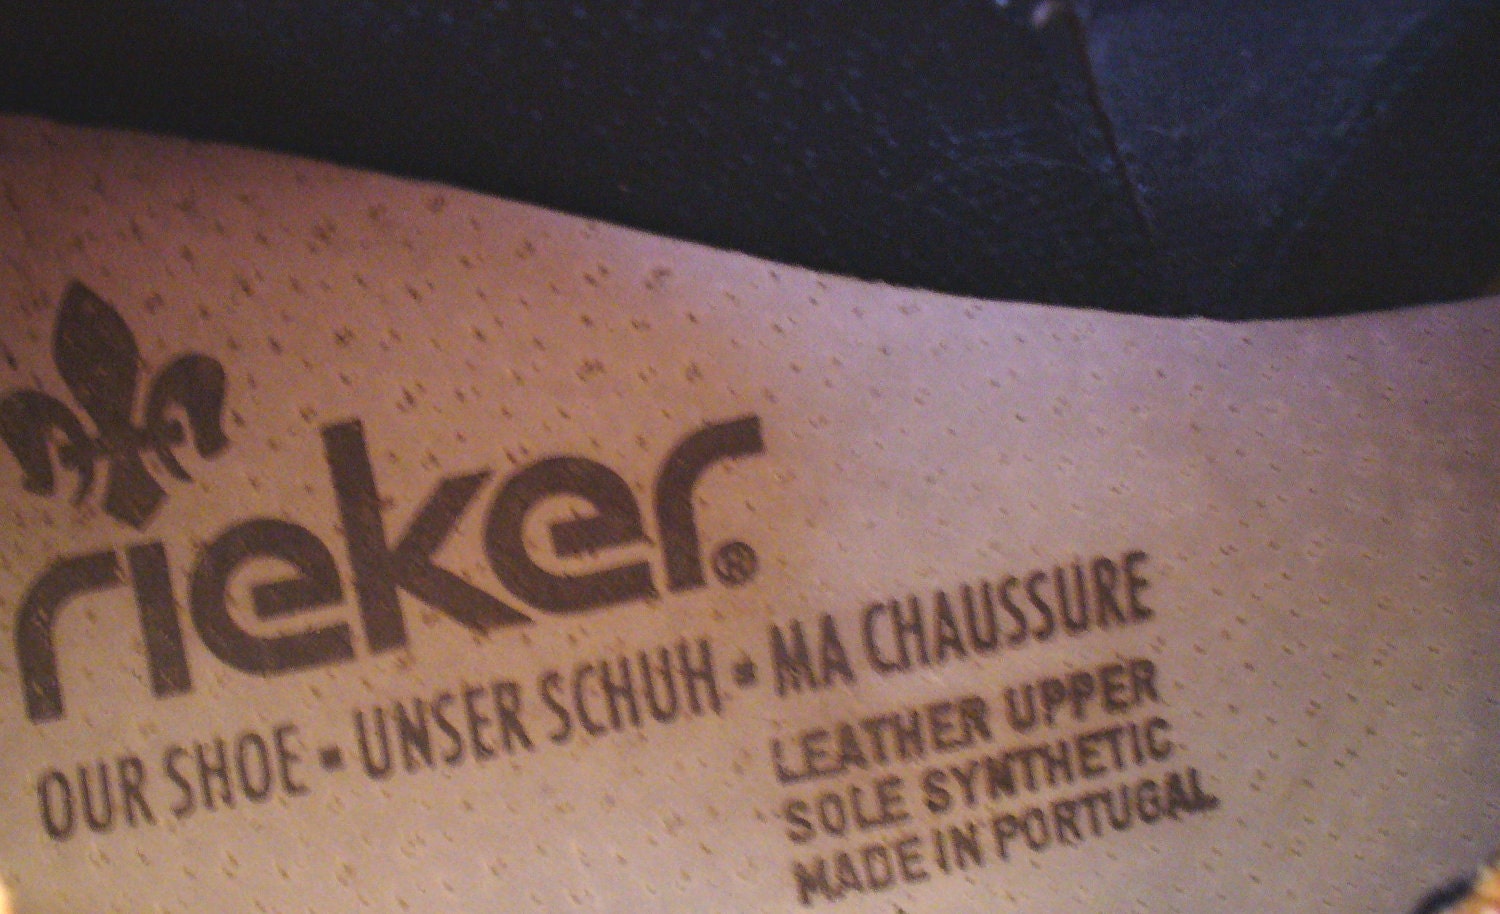 rieker®
OUR SHOE ▪ UNSER SCHUH ▪ MA CHAUSSURE
LEATHER UPPER
SOLE SYNTHETIC
MADE IN PORTUGAL